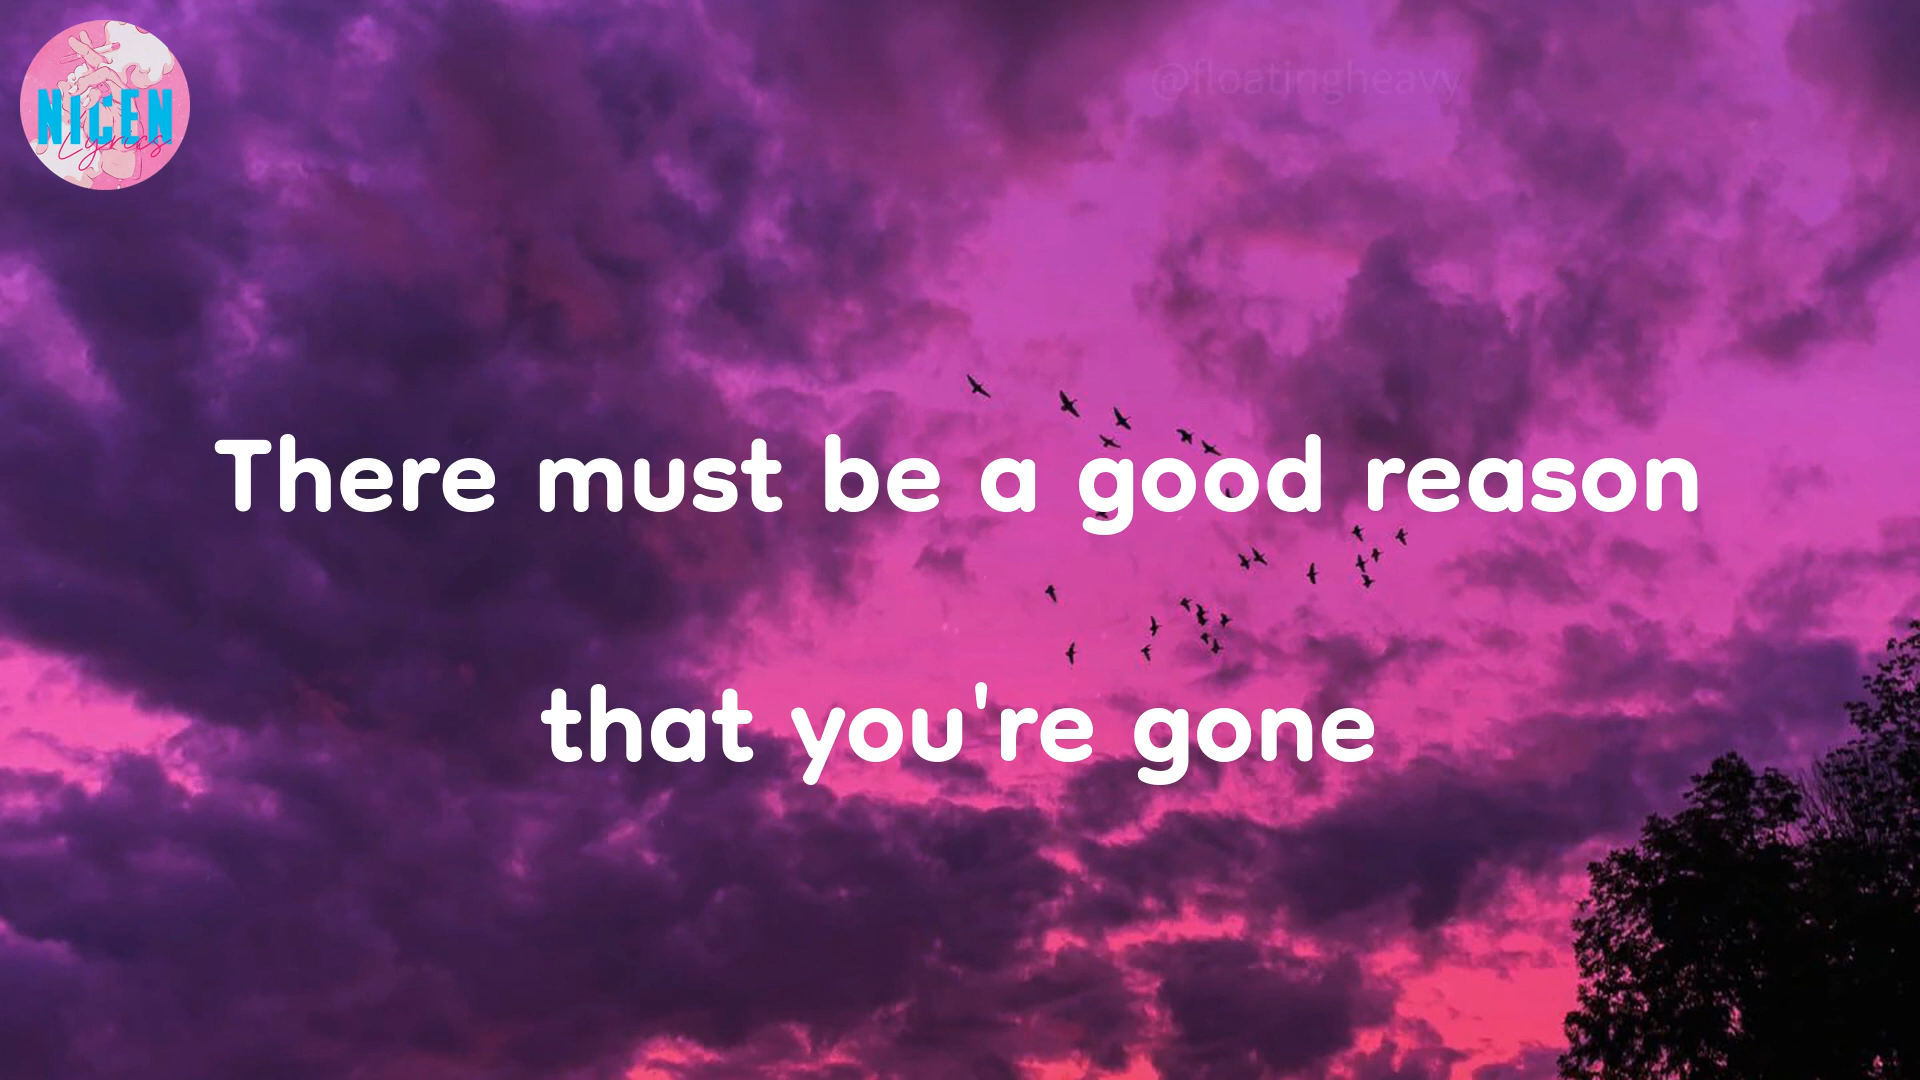 NICEN
Lyrics
@floatingheavy
There must be a good reason
that you're gone